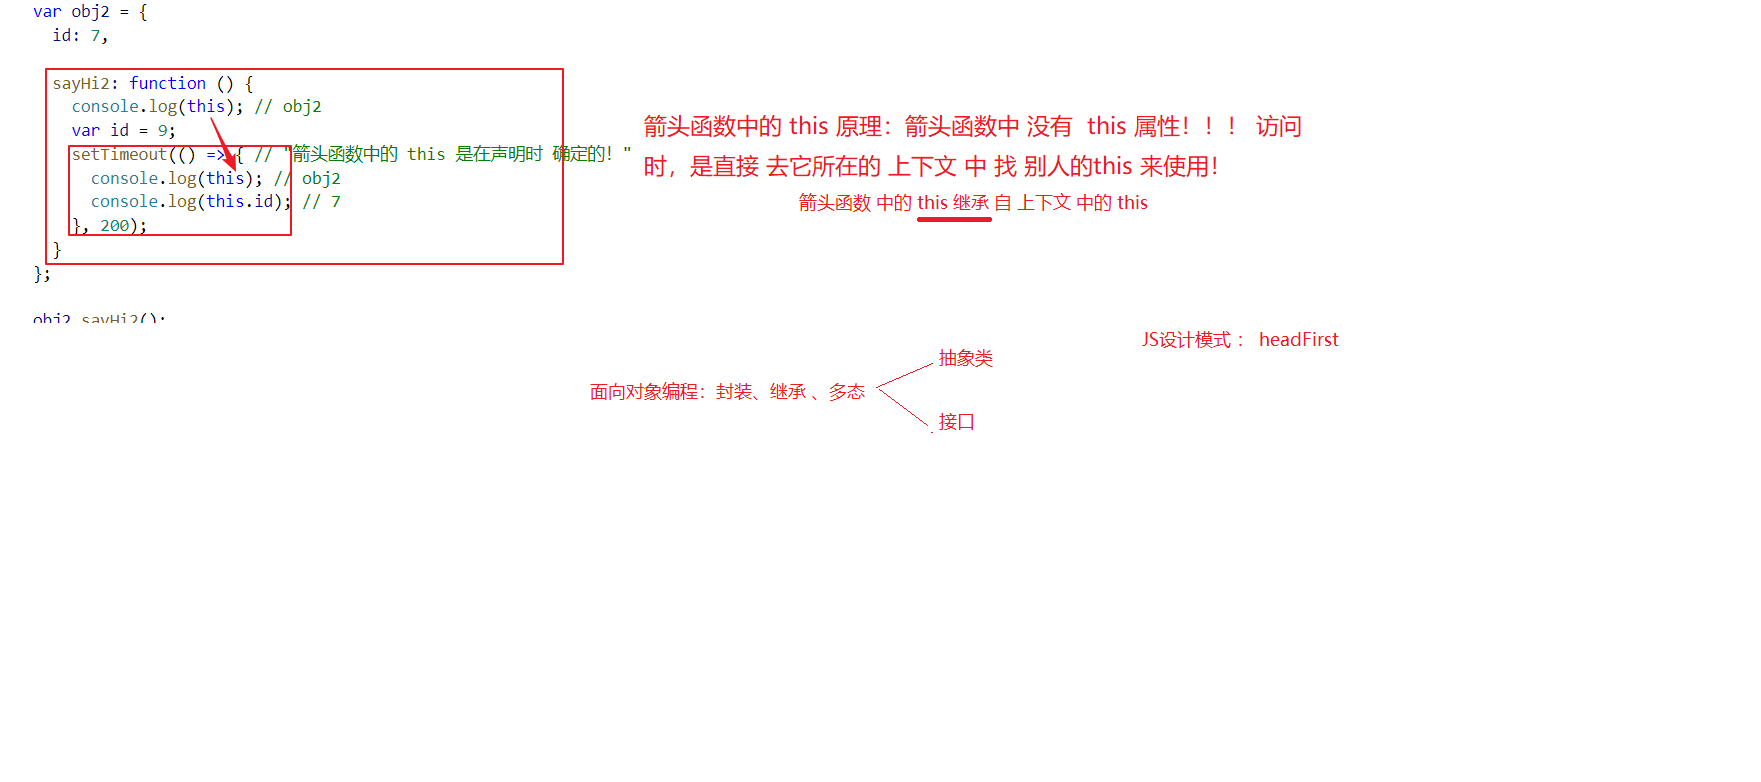 var obj2 = {
id: 7,
sayHi2: function () {
console.log(this); // obj2
var id = 9;
setTimeout(() => { // "箭头函数中的 this 是在声明时 确定的！"
console.log(this); // obj2
console.log(this.id); // 7
}, 200);
}
};
obj2.sayHi2();
箭头函数中的 this 原理：箭头函数中 没有 this 属性！！！ 访问
时，是直接 去它所在的 上下文 中 找 别人的this 来使用！
箭头函数 中的 this 继承 自 上下文 中的 this
JS设计模式： headFirst
面向对象编程：封装、继承 、多态
抽象类
接口